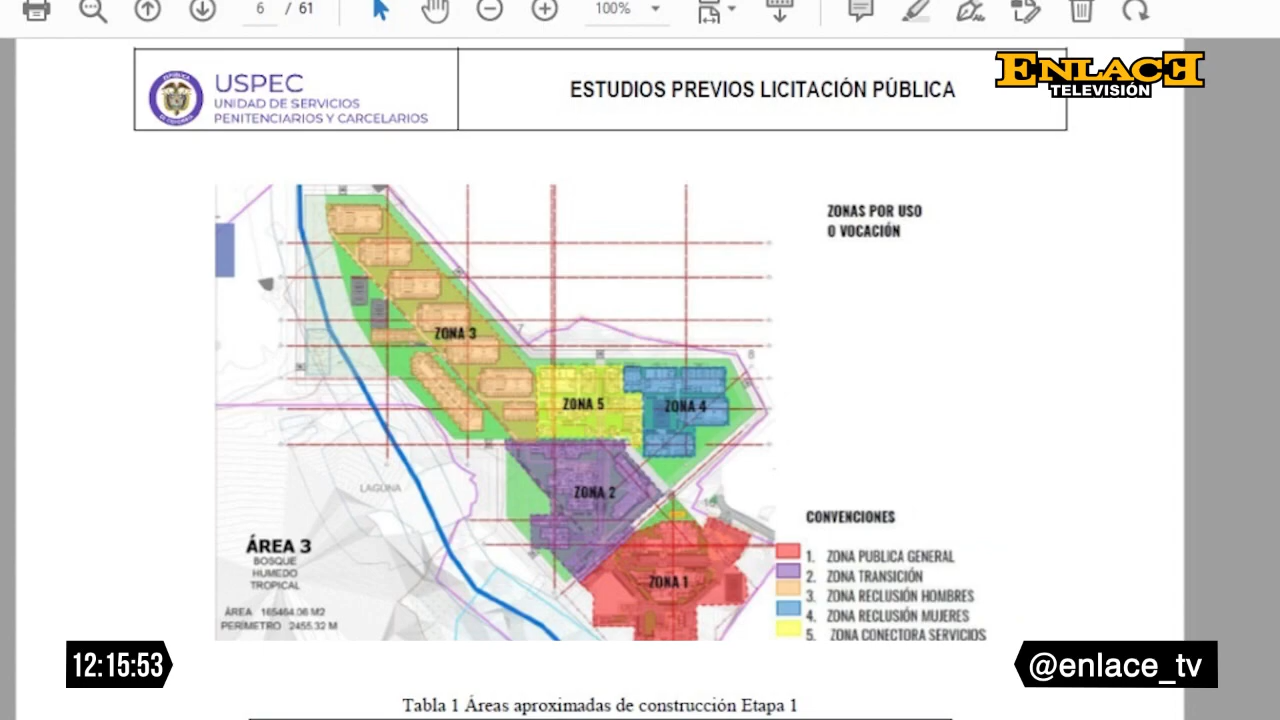 6 / 61
100%
USPEC
UNIDAD DE SERVICIOS
PENITENCIARIOS Y CARCELARIOS
ESTUDIOS PREVIOS LICITACIÓN PÚBLICA
ENLACE
TELEVISIÓN
ZONAS POR USO
O VOCACIÓN
ZONA 3
7
8
ZONA 5
ZONA 4
ZONA 2
LAGUNA
ZONA 1
ÁREA 3
BOSQUE
HUMEDO
TROPICAL
ÁREA 165464.06 M2
PERÍMETRO 2455.32 M
CONVENCIONES
1. ZONA PUBLICA GENERAL
2. ZONA TRANSICIÓN
3. ZONA RECLUSIÓN HOMBRES
4. ZONA RECLUSIÓN MUJERES
5. ZONA CONECTORA SERVICIOS
12:15:53
@enlace_tv
Tabla 1 Áreas aproximadas de construcción Etapa 1